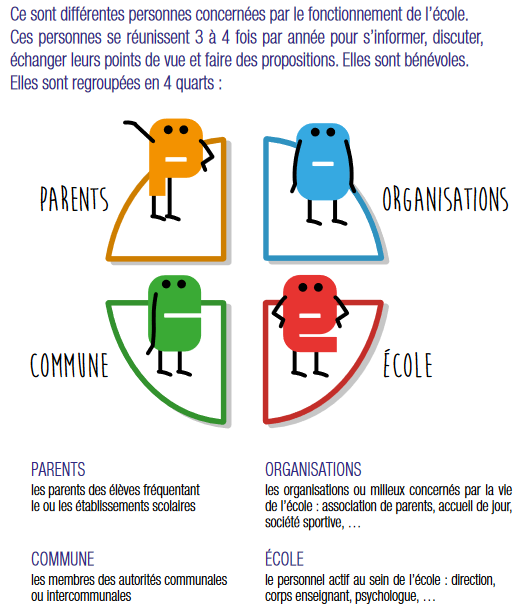 Ce sont différentes personnes concernées par le fonctionnement de l'école.
Ces personnes se réunissent 3 à 4 fois par année pour s'informer, discuter,
échanger leurs points de vue et faire des propositions. Elles sont bénévoles.
Elles sont regroupées en 4 quarts :
PARENTS
ORGANISATIONS
COMMUNE
ÉCOLE
PARENTS
les parents des élèves fréquentant
le ou les établissements scolaires
ORGANISATIONS
les organisations ou milieux concernés par la vie
de l'école : association de parents, accueil de jour,
société sportive, …
COMMUNE
les membres des autorités communales
ou intercommunales
ÉCOLE
le personnel actif au sein de l'école : direction,
corps enseignant, psychologue, …